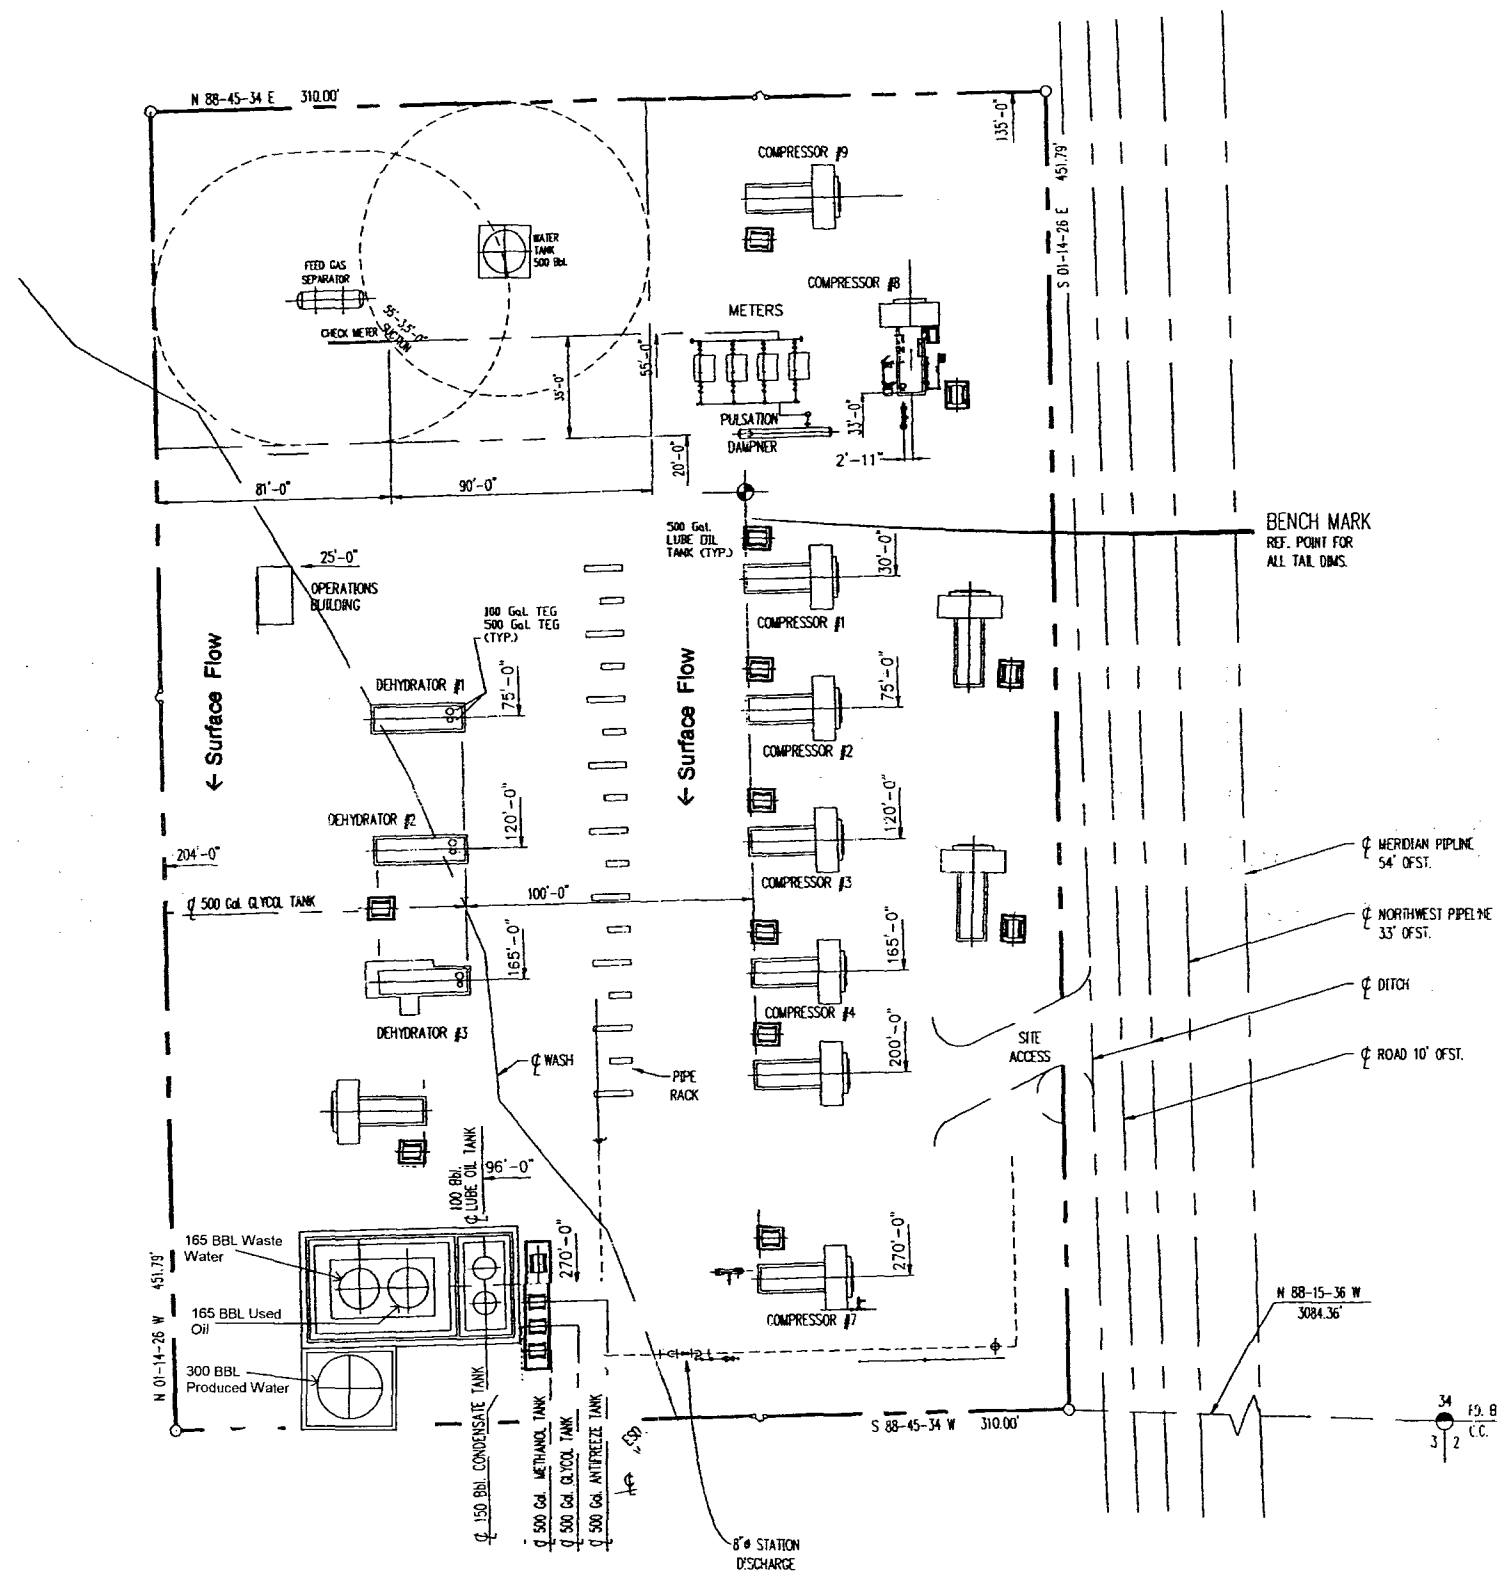 N 88-45-34 E 310.00'
135'-0"
S 01-14-26 E 451.79'
COMPRESSOR #9
WATER
TANK
500 Bbl.
FEED GAS
SEPARATOR
CHECK METER
55'-35'-0"
SUCTION
COMPRESSOR #8
METERS
35'-0"
55'-0"
PULSATION
DAMPNER
33'-0"
2'-11"
20'-0"
81'-0"
90'-0"
BENCH MARK
REF. POINT FOR
ALL TAIL DIMS.
500 Gal.
LUBE OIL
TANK (TYP.)
30'-0"
25'-0"
OPERATIONS
BUILDING
COMPRESSOR #1
100 Gal. TEG
500 Gal. TEG
(TYP.)
← Surface Flow
← Surface Flow
DEHYDRATOR #1
75'-0"
75'-0"
COMPRESSOR #2
DEHYDRATOR #2
120'-0"
120'-0"
204'-0"
COMPRESSOR #3
℄ MERIDIAN PIPLINE
54' OFST.
℄ 500 Gal. GLYCOL TANK
100'-0"
℄ NORTHWEST PIPELINE
33' OFST.
165'-0"
165'-0"
℄ DITCH
COMPRESSOR #4
DEHYDRATOR #3
200'-0"
SITE
ACCESS
℄ ROAD 10' OFST.
℄ WASH
PIPE
RACK
100 Bbl.
℄ LUBE OIL TANK
96'-0"
165 BBL Waste
Water
270'-0"
270'-0"
N 01-14-26 W 451.79'
165 BBL Used
Oil
COMPRESSOR #7
N 88-15-36 W
3084.36'
300 BBL
Produced Water
℄ 150 Bbl. CONDENSATE TANK
℄ 500 Gal. METHANOL TANK
℄ 500 Gal. GLYCOL TANK
℄ 500 Gal. ANTIFREEZE TANK
℄
S 88-45-34 W 310.00'
34
3 2
C.C.
8"ø STATION
DISCHARGE